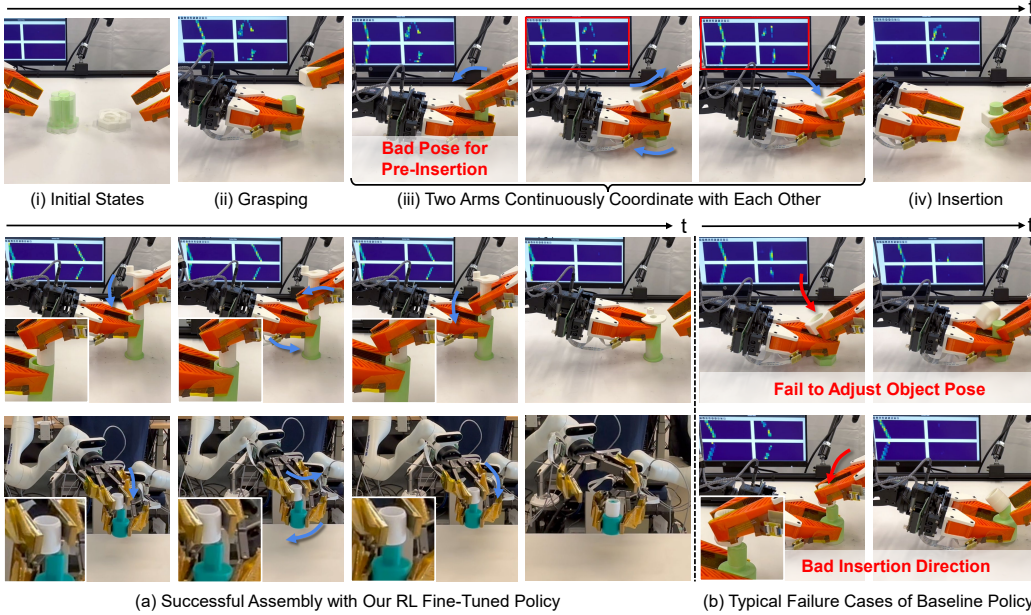 t
Bad Pose for
Pre-Insertion
(i) Initial States
(ii) Grasping
(iii) Two Arms Continuously Coordinate with Each Other
(iv) Insertion
t
t
Fail to Adjust Object Pose
Bad Insertion Direction
(a) Successful Assembly with Our RL Fine-Tuned Policy
(b) Typical Failure Cases of Baseline Policy